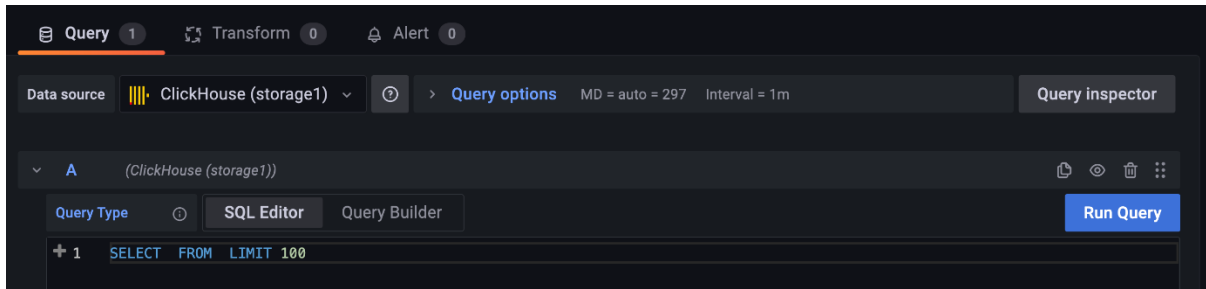 Query 1 Transform 0 Alert 0
Data source ClickHouse (storage1) Query options MD = auto = 297 Interval = 1m Query inspector
A (ClickHouse (storage1))
Query Type SQL Editor Query Builder Run Query
1 SELECT FROM LIMIT 100